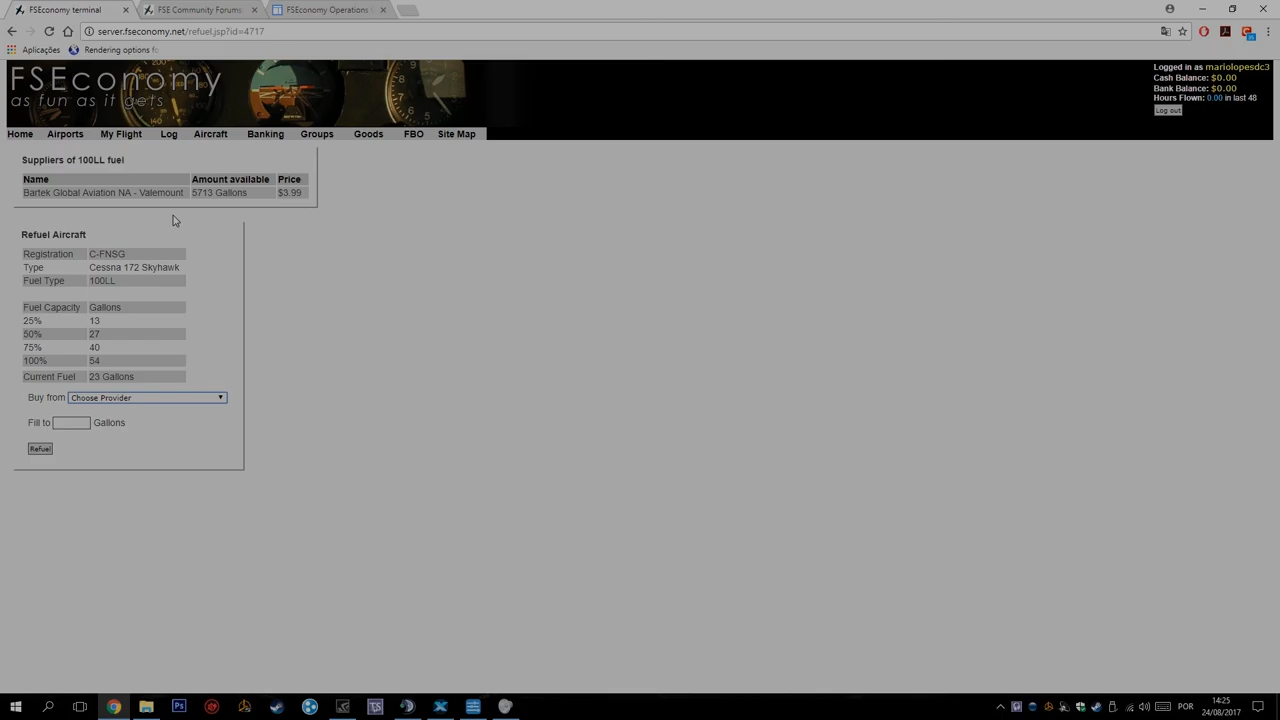 FSEconomy terminal
FSE Community Forums
FSEconomy Operations
server.fseconomy.net/refuel.jsp?id=4717
Aplicações
Rendering options fo
FSEconomy
as fun as it gets
Logged in as mariolopesdc3
Cash Balance: $0.00
Bank Balance: $0.00
Hours Flown: 0.00 in last 48
Log out
Home Airports My Flight Log Aircraft Banking Groups Goods FBO Site Map
Suppliers of 100LL fuel
Name Amount available Price
Bartek Global Aviation NA - Valemount 5713 Gallons $3.99
Refuel Aircraft
Registration C-FNSG
Type Cessna 172 Skyhawk
Fuel Type 100LL
Fuel Capacity Gallons
25% 13
50% 27
75% 40
100% 54
Current Fuel 23 Gallons
Buy from Choose Provider
Fill to Gallons
Refuel
POR
14:25
24/08/2017